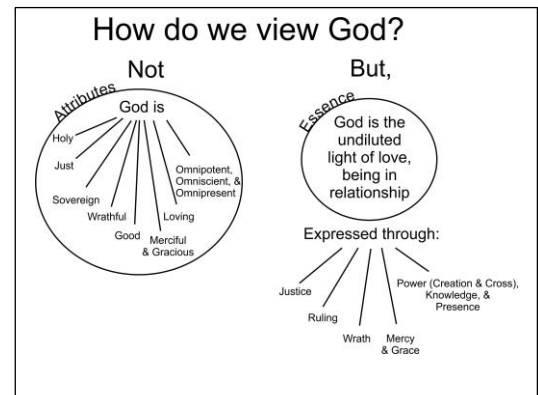 How do we view God?
Not
Attributes
God is
Holy
Just
Sovereign
Wrathful
Good
Merciful
& Gracious
Loving
Omnipotent,
Omniscient, &
Omnipresent
But,
Essence
God is the
undiluted
light of love,
being in
relationship
Expressed through:
Justice
Ruling
Wrath
Mercy
& Grace
Power (Creation & Cross),
Knowledge, &
Presence